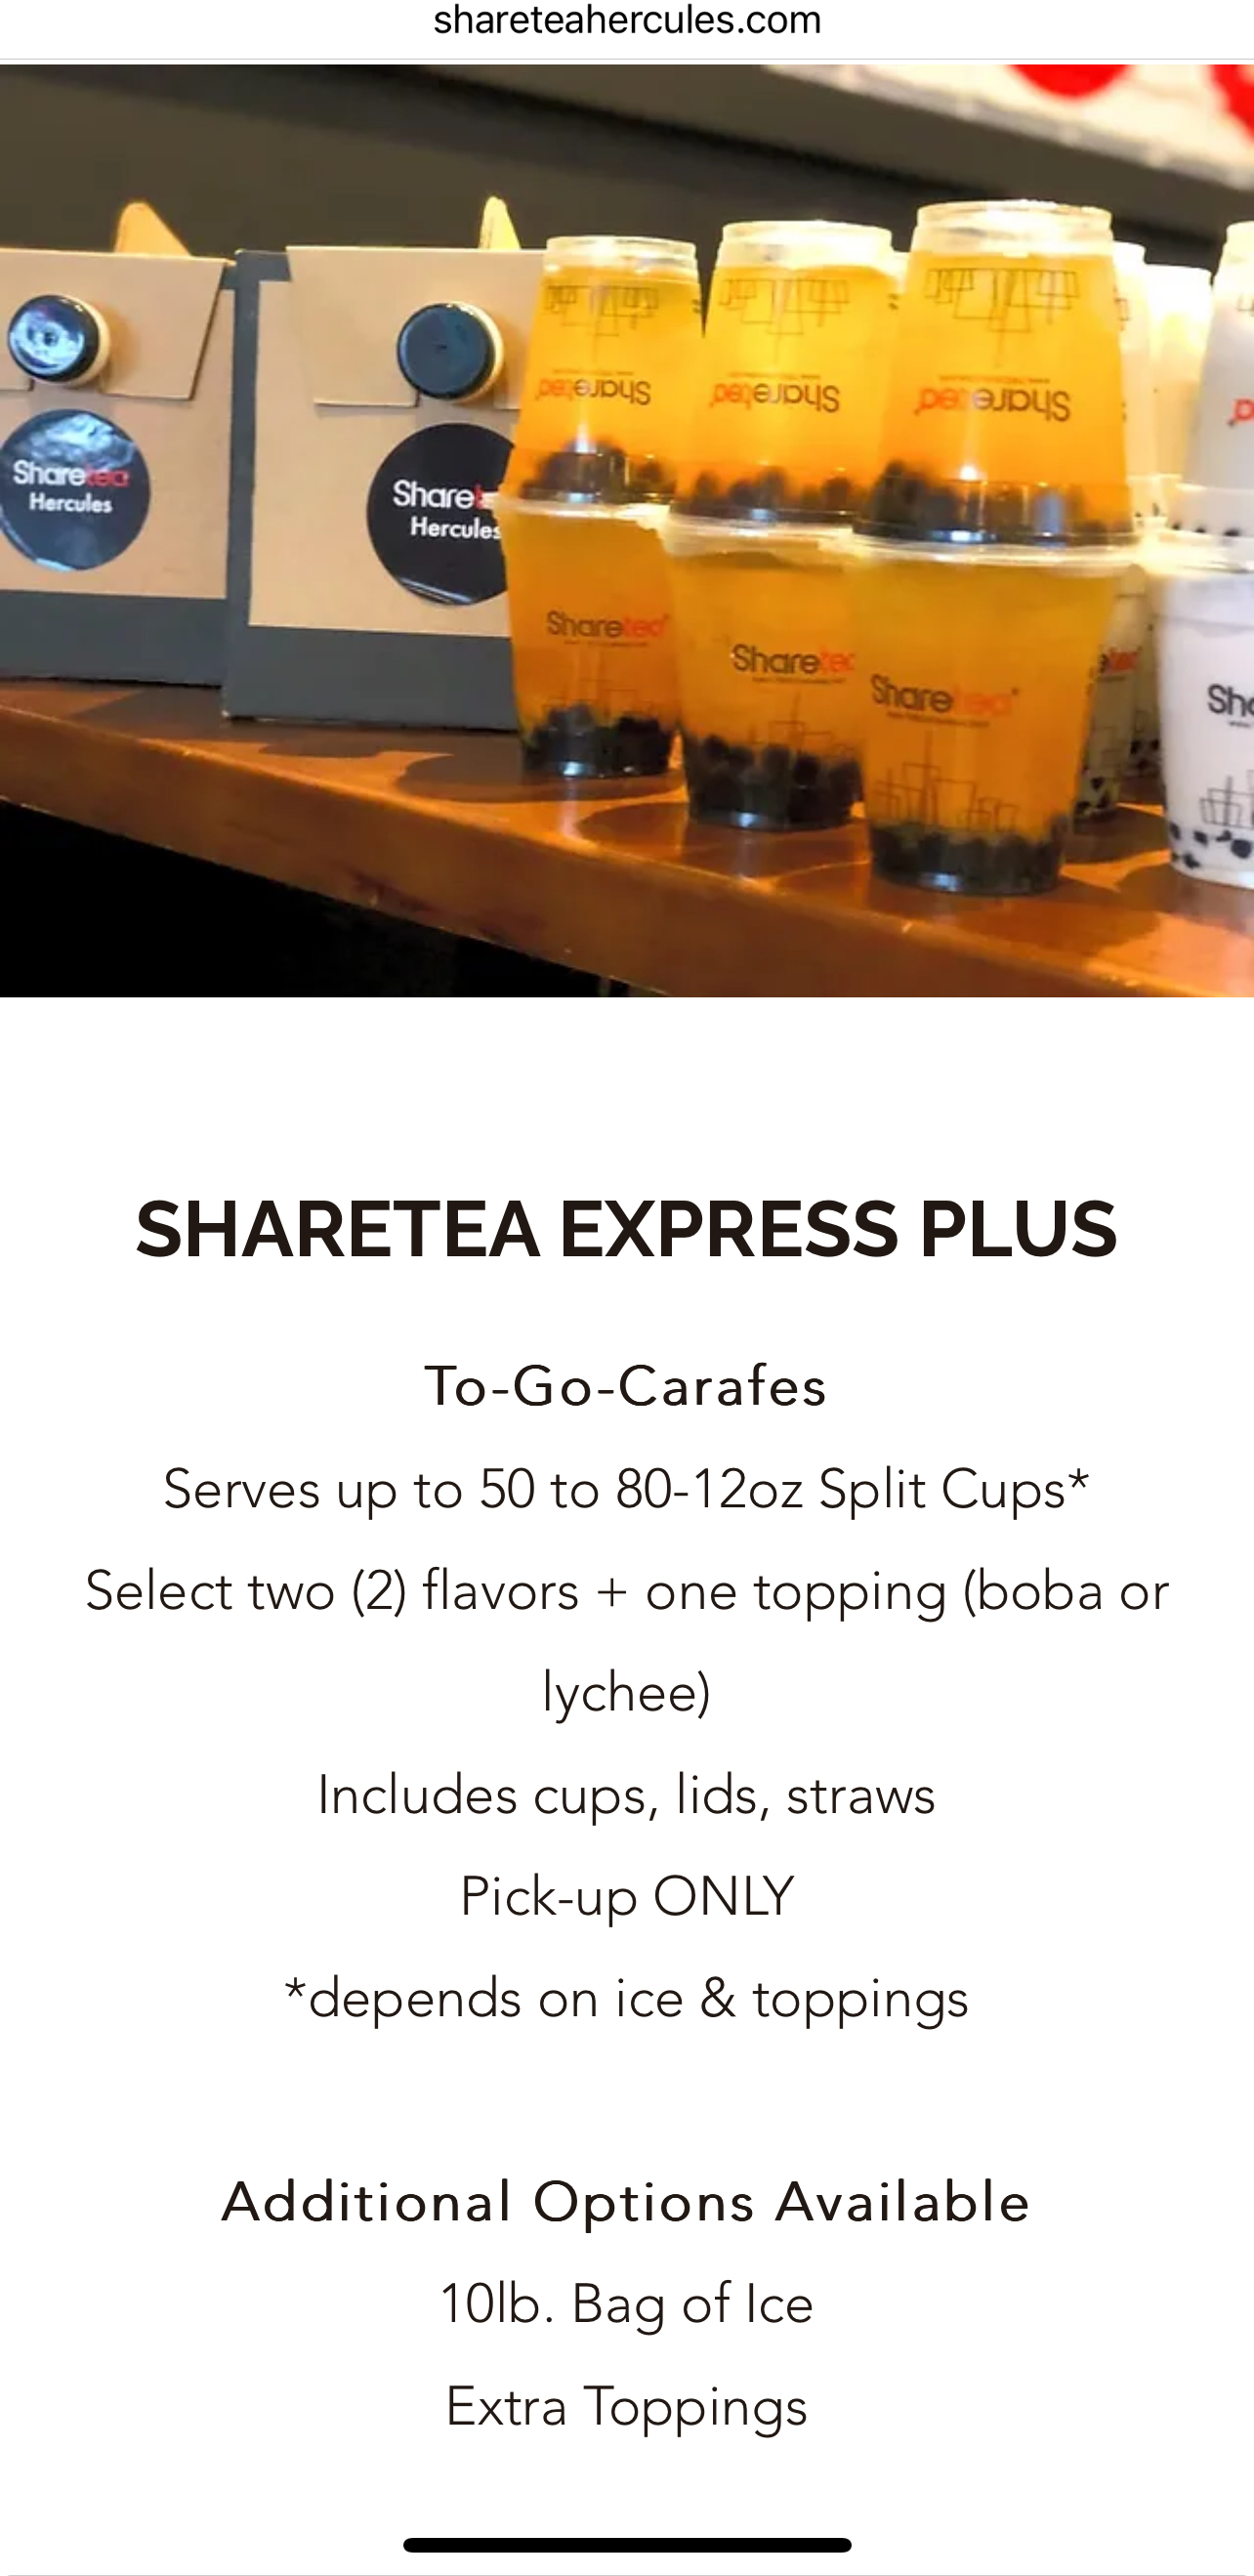 shareteahercules.com
Sharetea
Sharetea
Sharetea
Sharetea
Hercules
Share
Hercules
Sharetea
Sharetea
Sharetea
SHARETEA EXPRESS PLUS
To-Go-Carafes
Serves up to 50 to 80-12oz Split Cups*
Select two (2) flavors + one topping (boba or
lychee)
Includes cups, lids, straws
Pick-up ONLY
*depends on ice & toppings
Additional Options Available
10lb. Bag of Ice
Extra Toppings